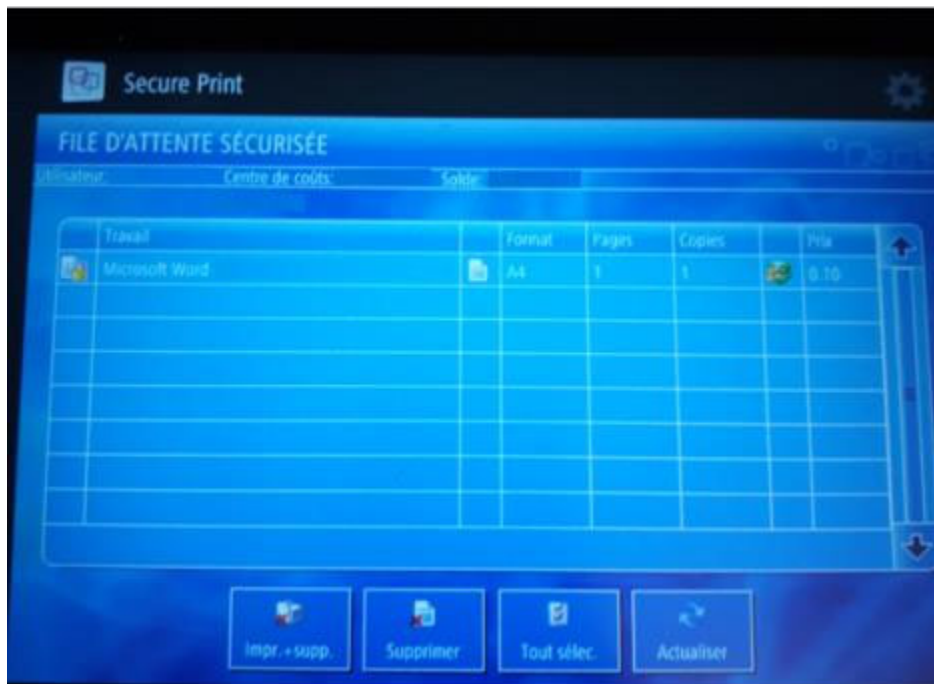 Secure Print
FILE D'ATTENTE SÉCURISÉE
Utilisateur: Centre de coûts: Solde:
Travail Format Pages Copies Prix
Microsoft Word A4 1 1 0.10
Impr.+supp. Supprimer Tout sélec. Actualiser